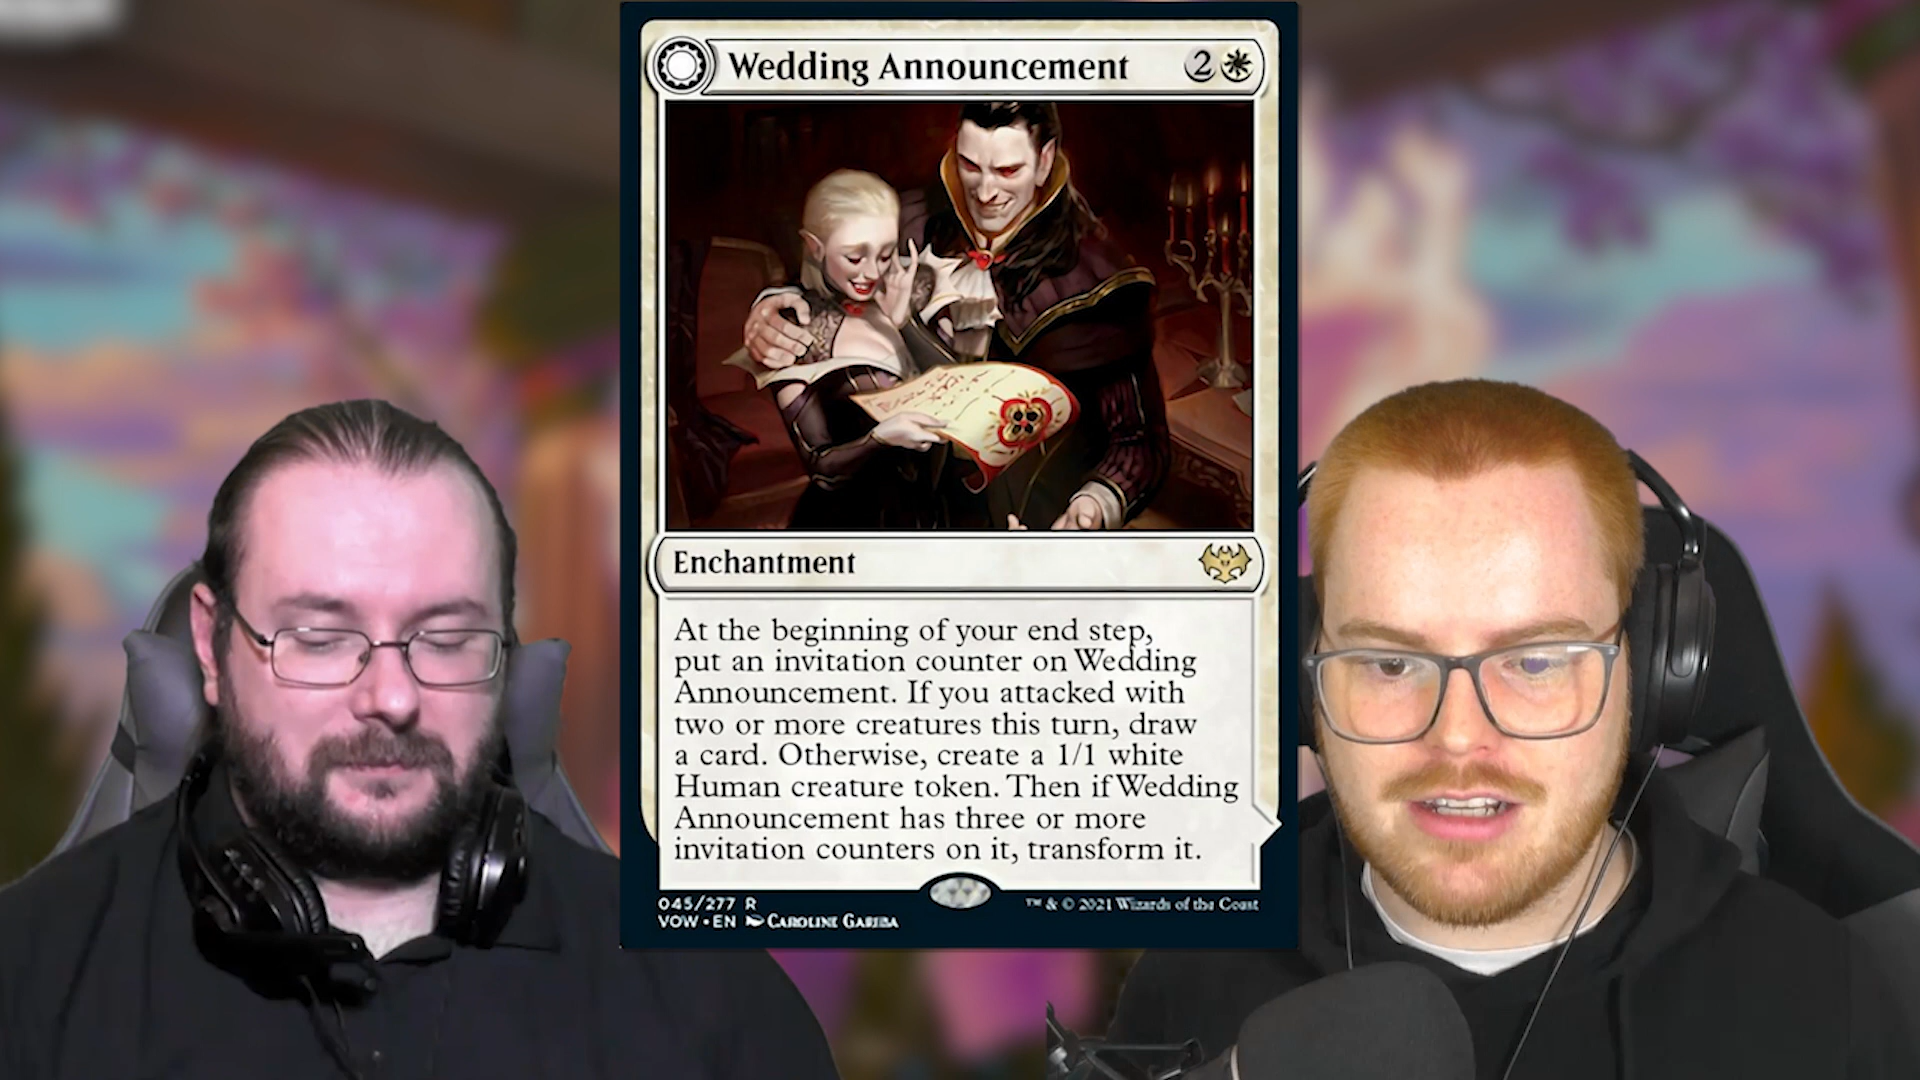 Wedding Announcement 2
Enchantment
At the beginning of your end step,
put an invitation counter on Wedding
Announcement. If you attacked with
two or more creatures this turn, draw
a card. Otherwise, create a 1/1 white
Human creature token. Then if Wedding
Announcement has three or more
invitation counters on it, transform it.
045/277 R
™ & © 2021 Wizards of the Coast
VOW • EN Caroline Gariba